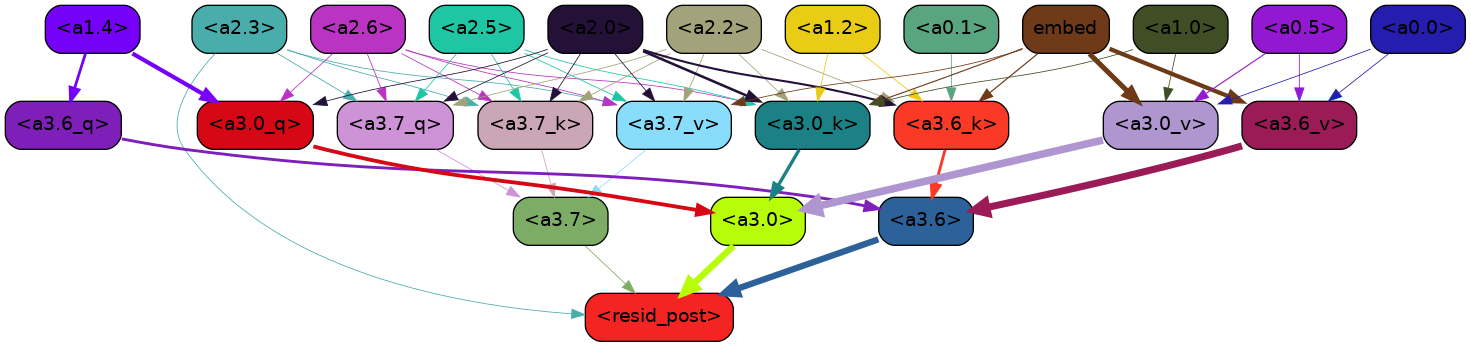 <a1.4> <a2.3> <a2.6> <a2.5> <a2.0> <a2.2> <a1.2> <a0.1> embed <a1.0> <a0.5> <a0.0>
<a3.6_q> <a3.0_q> <a3.7_q> <a3.7_k> <a3.7_v> <a3.0_k> <a3.6_k> <a3.0_v> <a3.6_v>
<a3.7> <a3.0> <a3.6>
<resid_post>